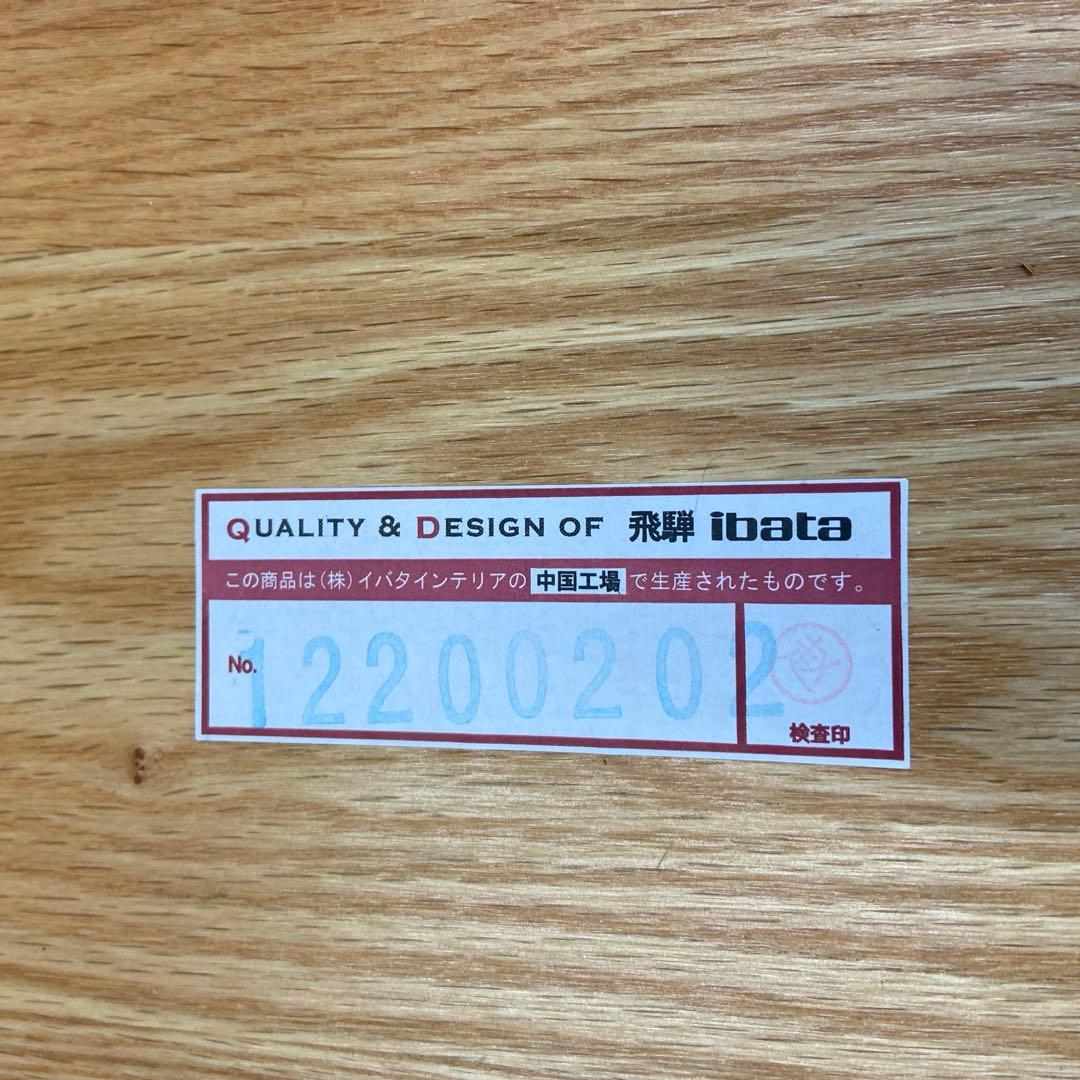 QUALITY & DESIGN OF 飛騨 ibata
この商品は(株)イバタインテリアの 中国工場 で生産されたものです。
No. 12200202
検査印